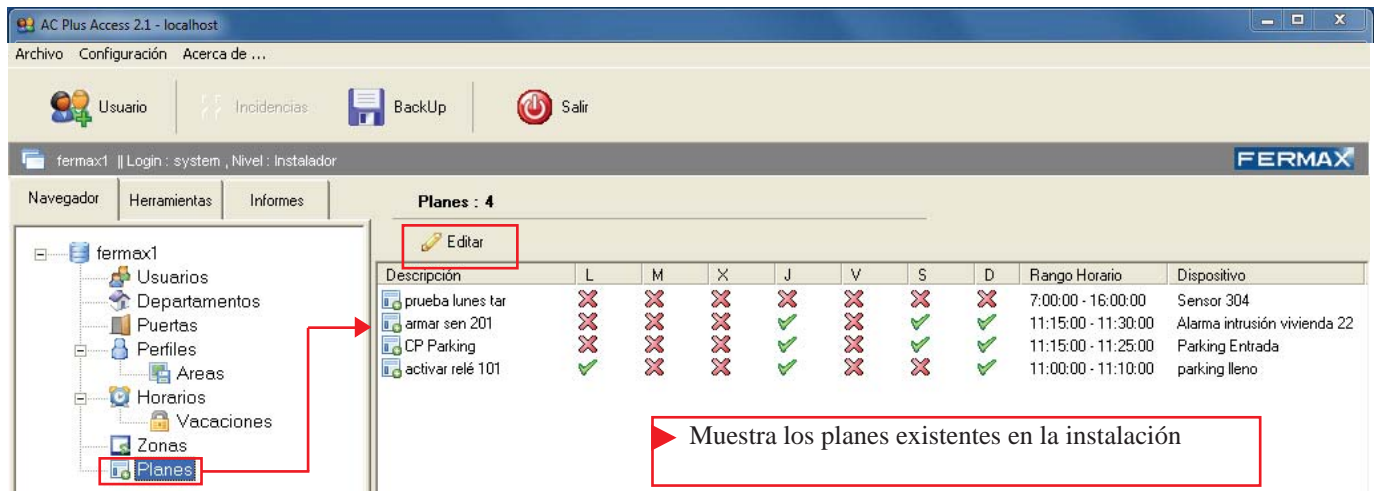 AC Plus Access 2.1 - localhost
Archivo Configuración Acerca de ...
Usuario Incidencias BackUp Salir
fermax1 || Login : system , Nivel : Instalador FERMAX
Navegador Herramientas Informes
Planes : 4
Editar
fermax1
Usuarios
Departamentos
Puertas
Perfiles
Areas
Horarios
Vacaciones
Zonas
Planes
Descripción L M X J V S D Rango Horario Dispositivo
prueba lunes tar 7:00:00 - 16:00:00 Sensor 304
armar sen 201 11:15:00 - 11:30:00 Alarma intrusión vivienda 22
CP Parking 11:15:00 - 11:25:00 Parking Entrada
activar relé 101 11:00:00 - 11:10:00 parking lleno
Muestra los planes existentes en la instalación